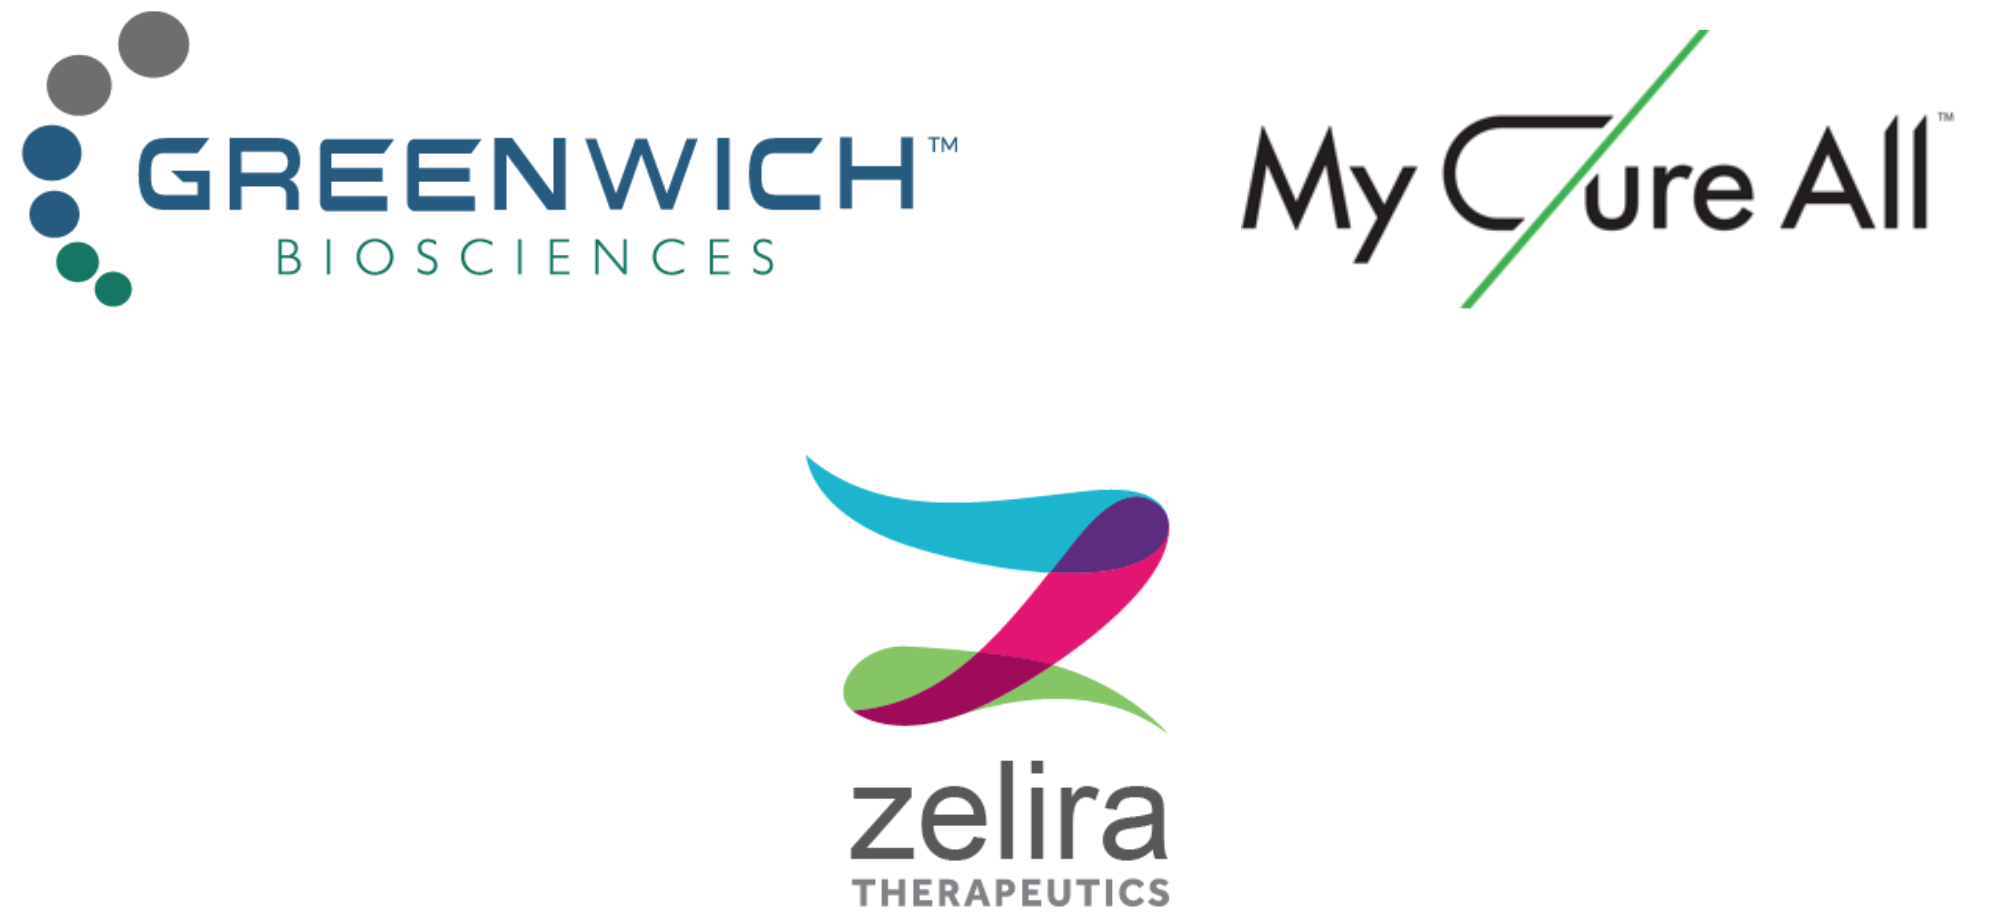 GREENWICH™
BIOSCIENCES
My Cure All™
zelira
THERAPEUTICS